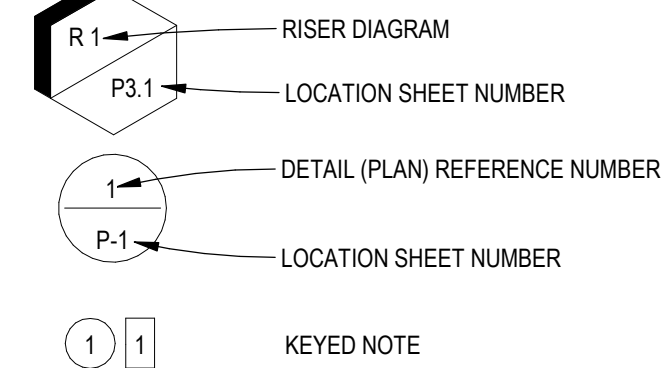 R 1 RISER DIAGRAM
P3.1 LOCATION SHEET NUMBER
1 DETAIL (PLAN) REFERENCE NUMBER
P-1 LOCATION SHEET NUMBER
1 1 KEYED NOTE